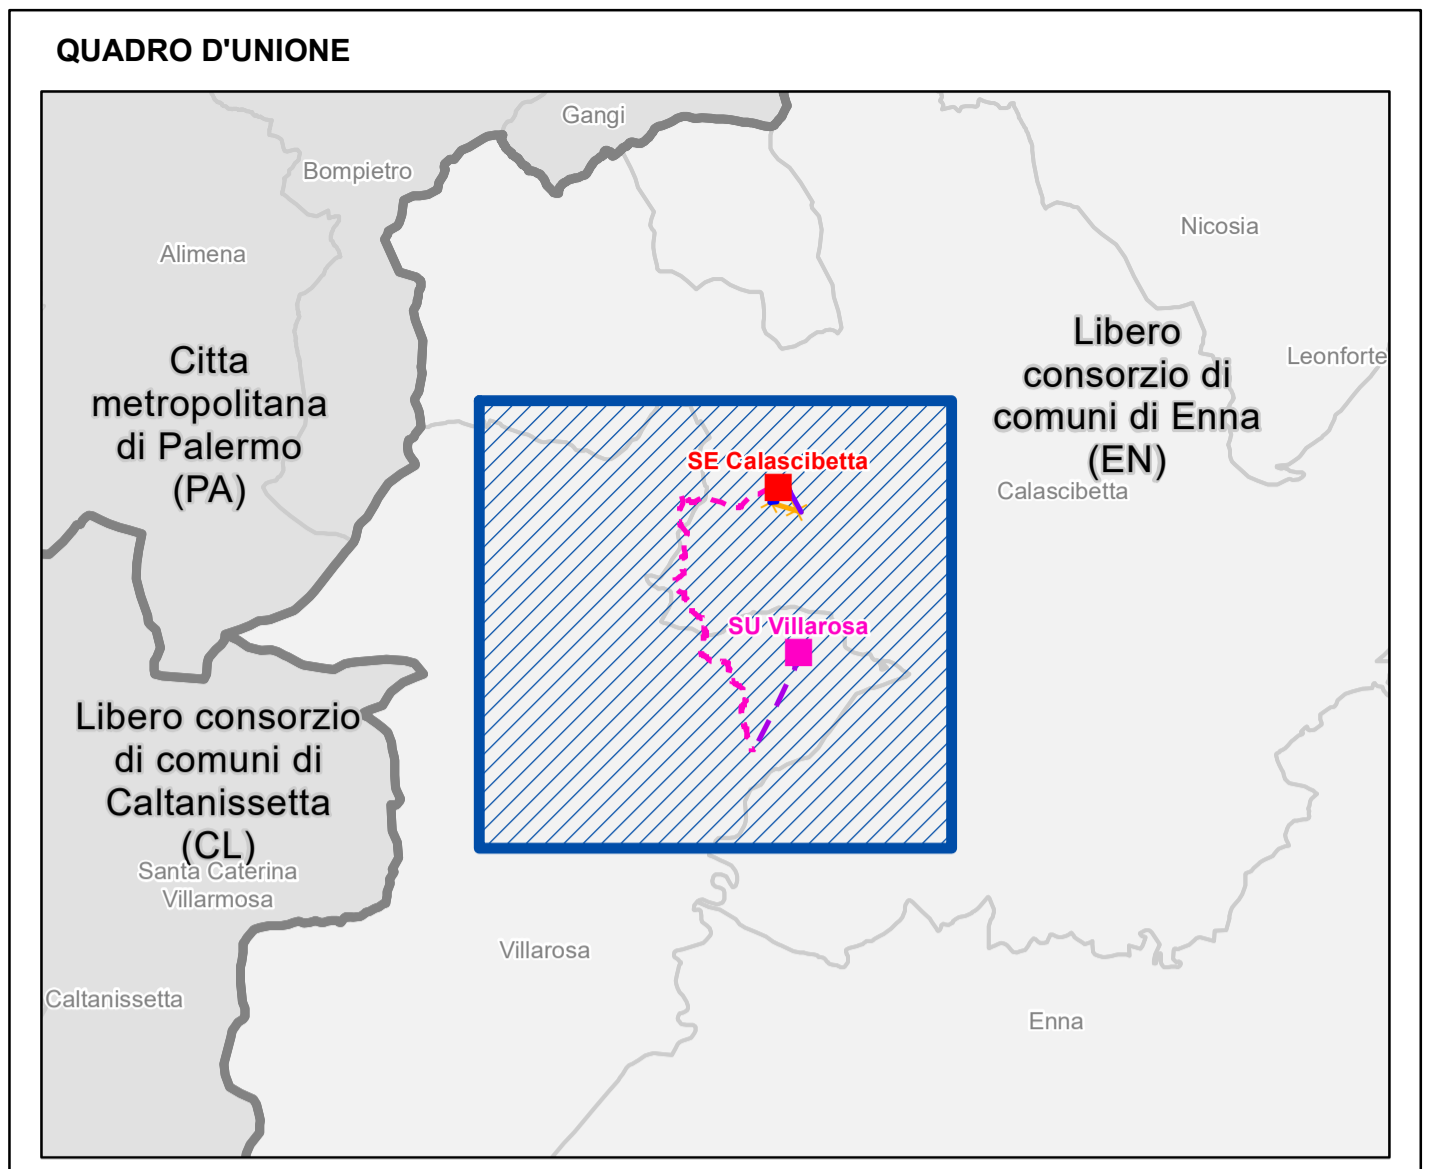 QUADRO D'UNIONE
Gangi
Bompietro
Nicosia
Alimena
Libero
consorzio di
comuni di Enna
(EN)
Leonforte
Citta
metropolitana
di Palermo
(PA)
SE Calascibetta
Calascibetta
SU Villarosa
Libero consorzio
di comuni di
Caltanissetta
(CL)
Santa Caterina
Villarmosa
Villarosa
Caltanissetta
Enna